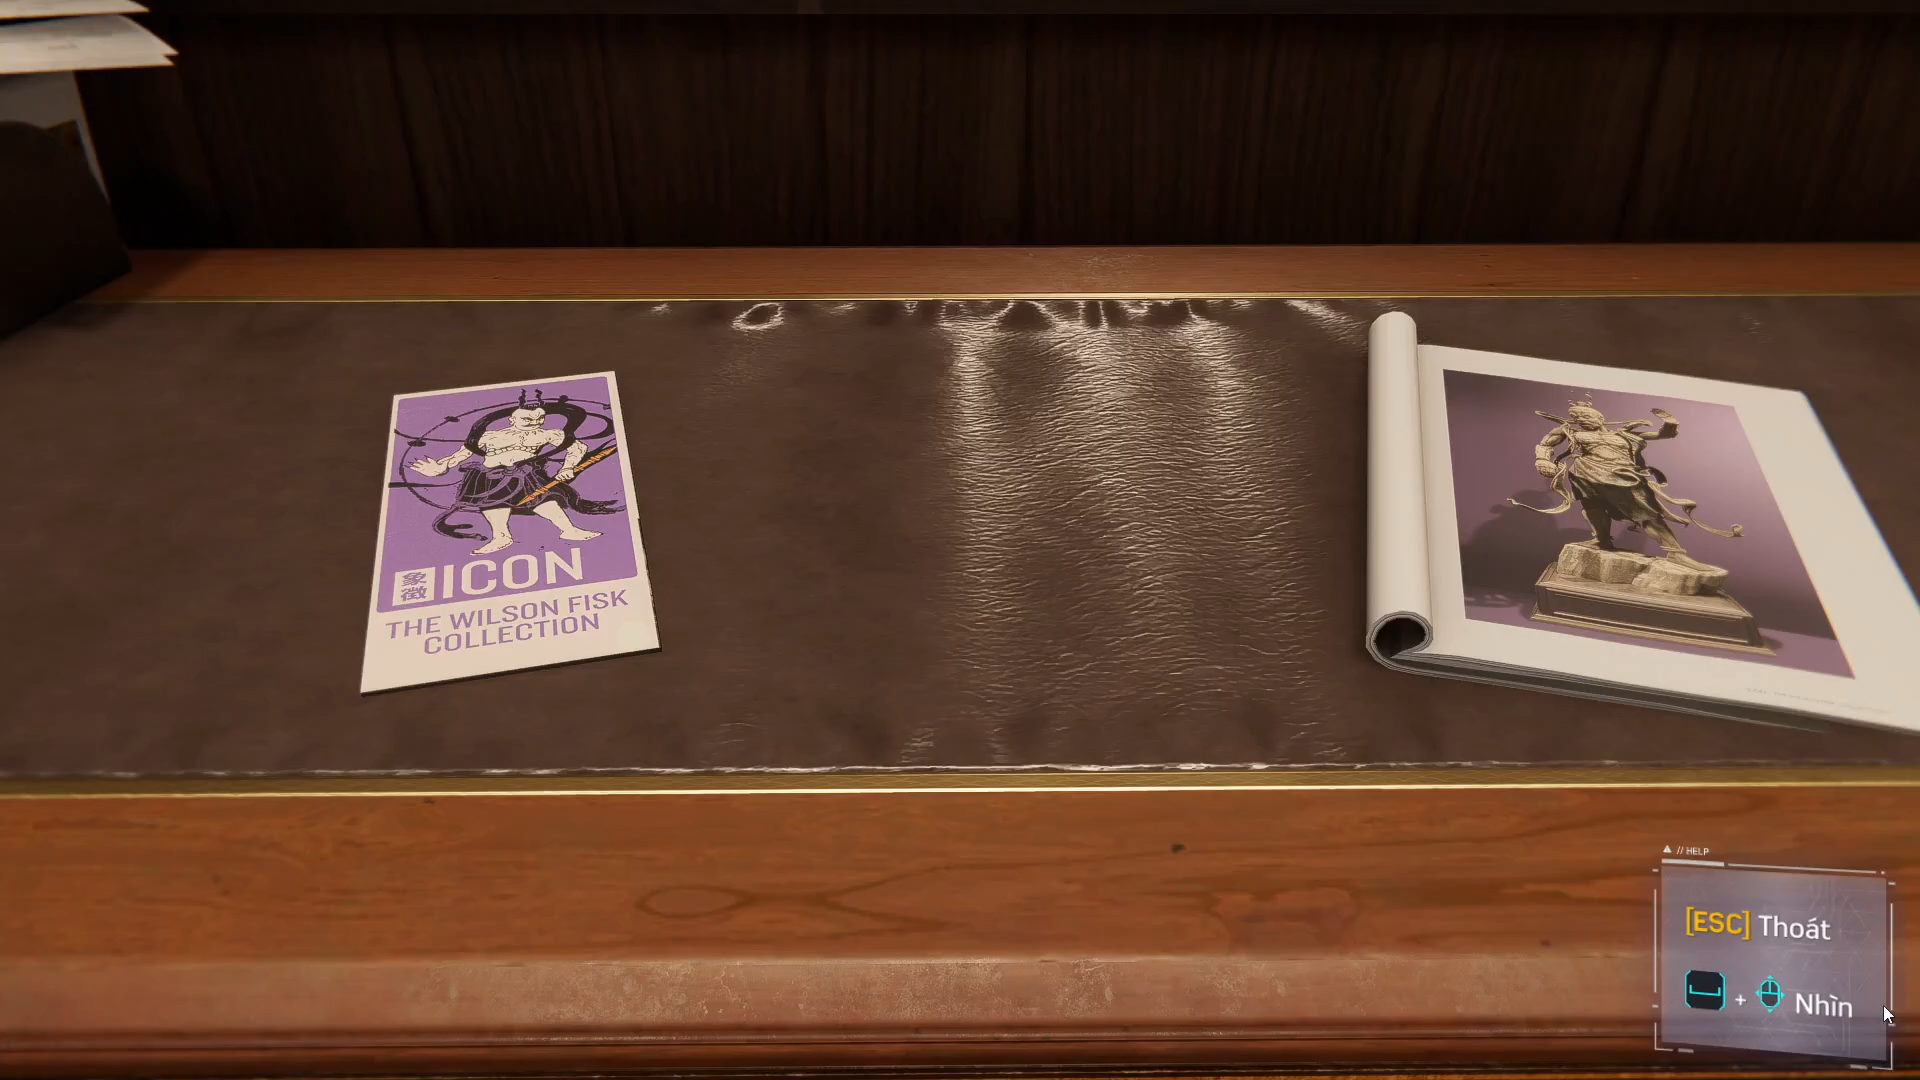 象徵
ICON
THE WILSON FISK
COLLECTION
// HELP
[ESC] Thoát
+ Nhìn